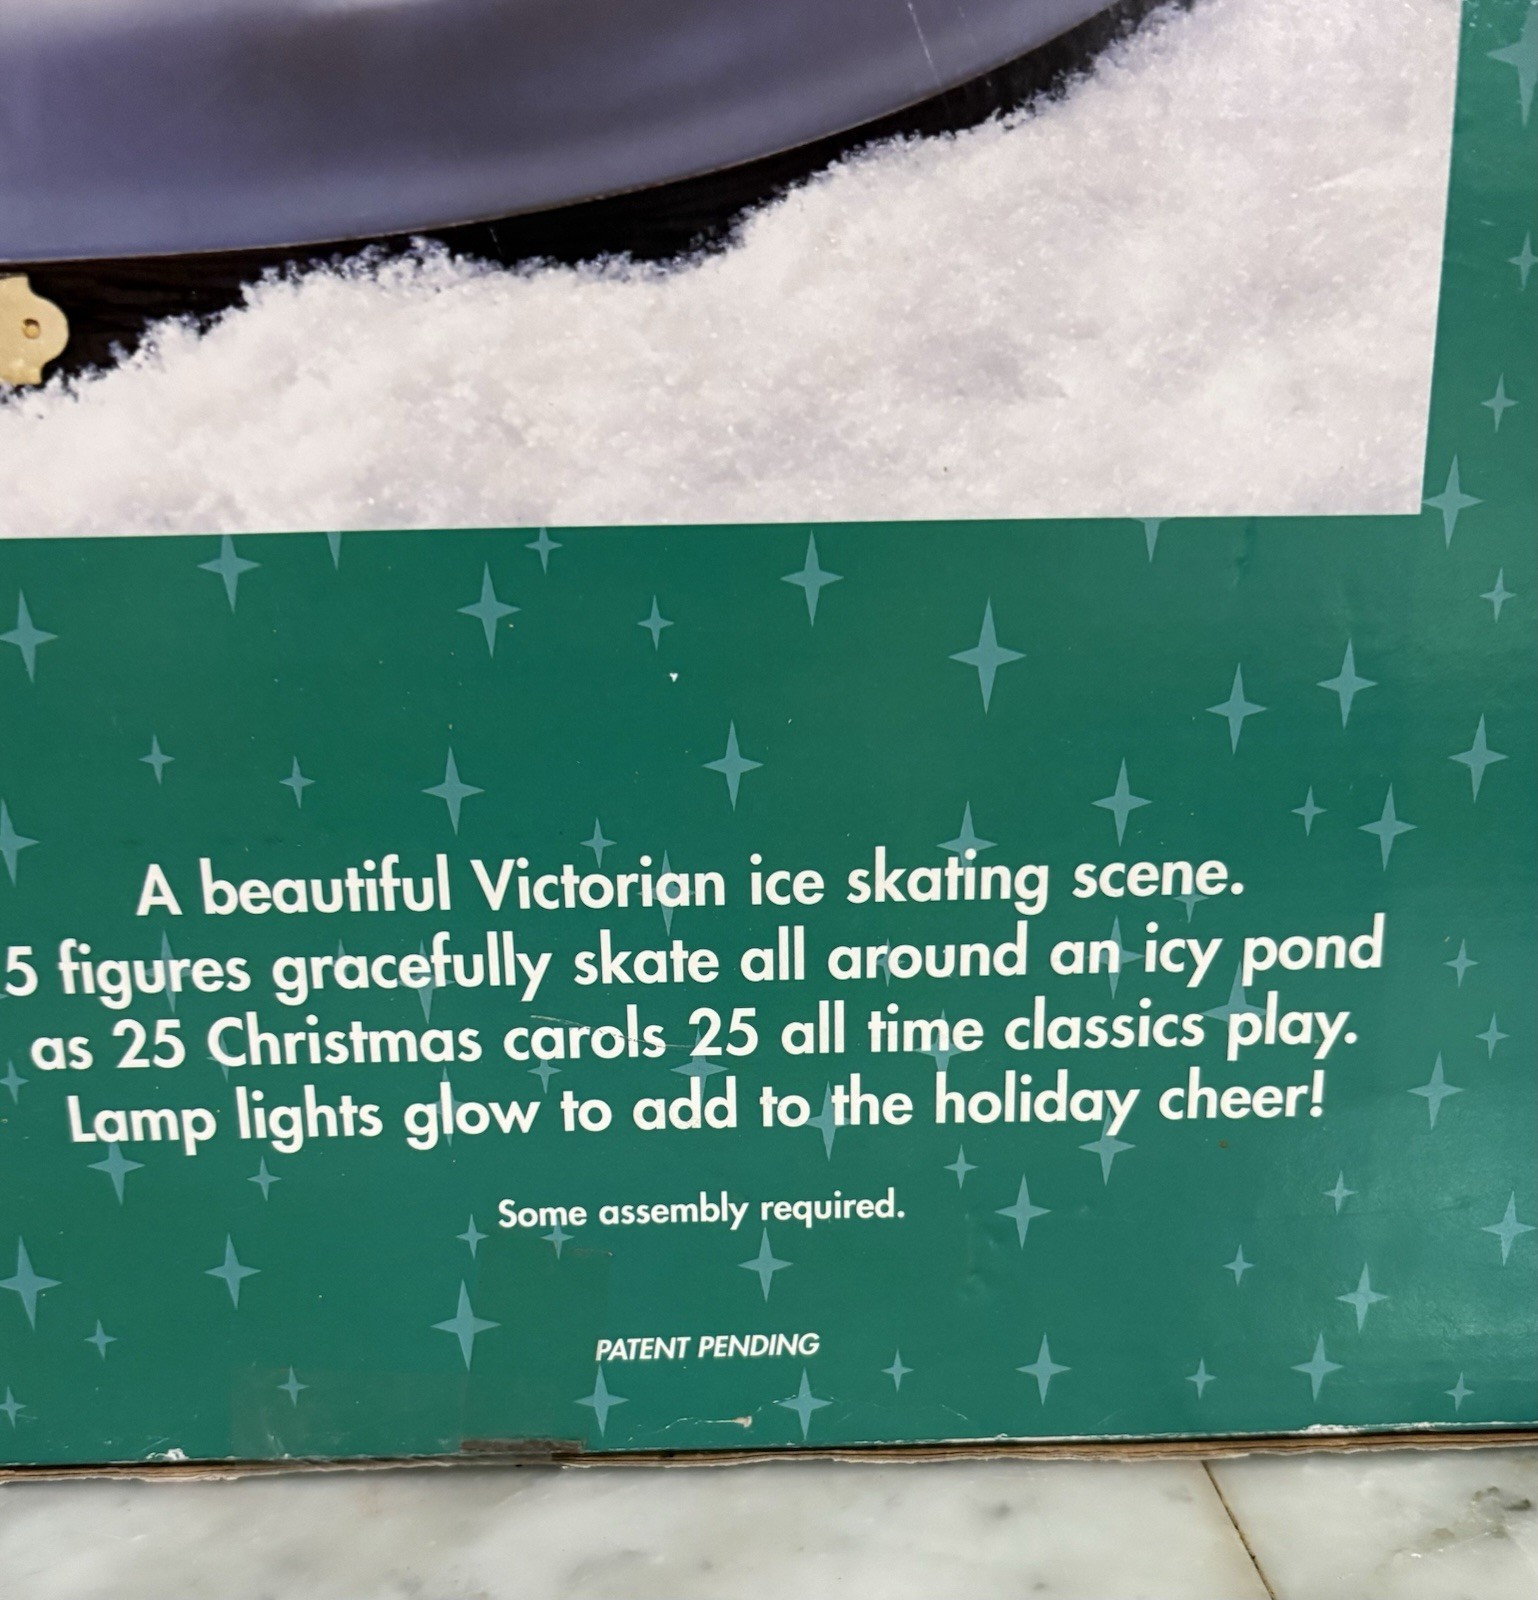 A beautiful Victorian ice skating scene.
5 figures gracefully skate all around an icy pond
as 25 Christmas carols 25 all time classics play.
Lamp lights glow to add to the holiday cheer!
Some assembly required.
PATENT PENDING